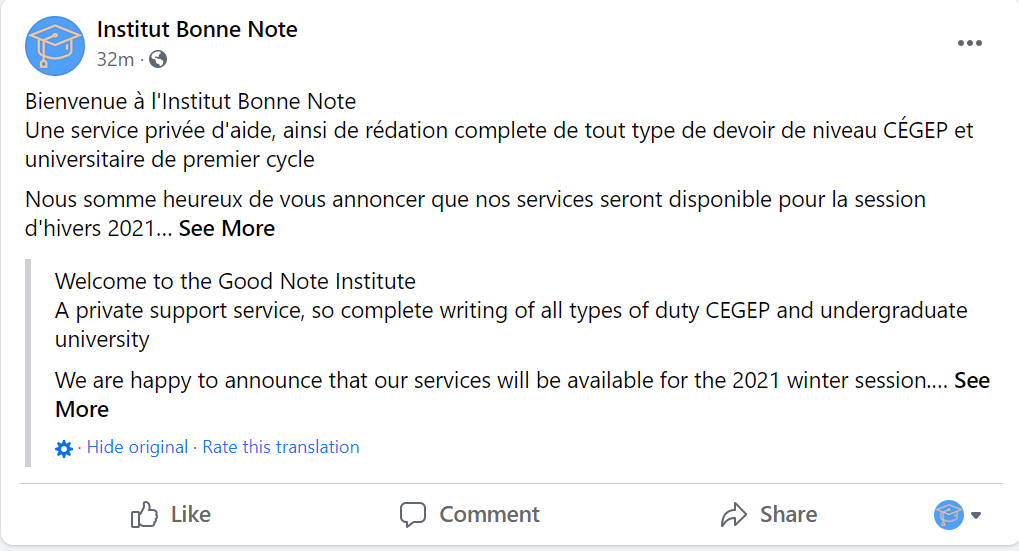 Institut Bonne Note
32m ·
Bienvenue à l'Institut Bonne Note
Une service privée d'aide, ainsi de rédation complete de tout type de devoir de niveau CÉGEP et
universitaire de premier cycle
Nous somme heureux de vous annoncer que nos services seront disponible pour la session
d'hivers 2021... See More
Welcome to the Good Note Institute
A private support service, so complete writing of all types of duty CEGEP and undergraduate
university
We are happy to announce that our services will be available for the 2021 winter session.... See
More
· Hide original · Rate this translation
Like Comment Share